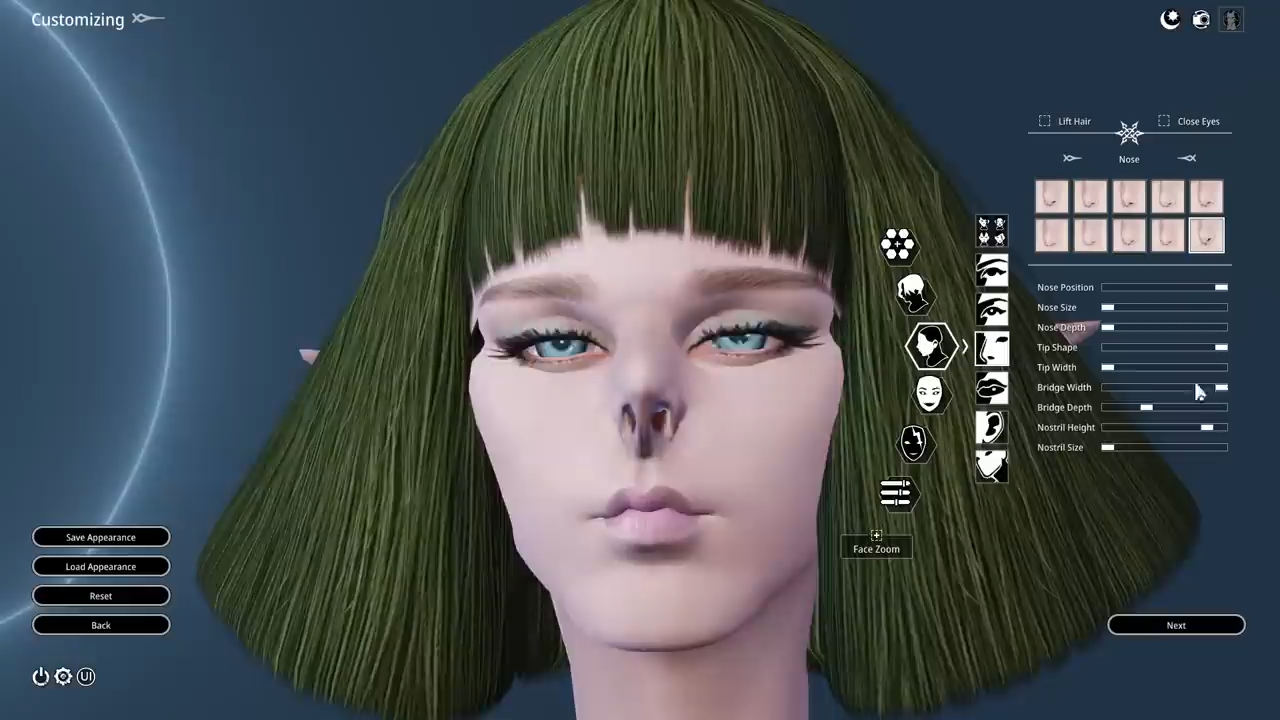 Customizing
Lift Hair
Close Eyes
Nose
Nose Position
Nose Size
Nose Depth
Tip Shape
Tip Width
Bridge Width
Bridge Depth
Nostril Height
Nostril Size
Face Zoom
Save Appearance
Load Appearance
Reset
Back
Next
UI